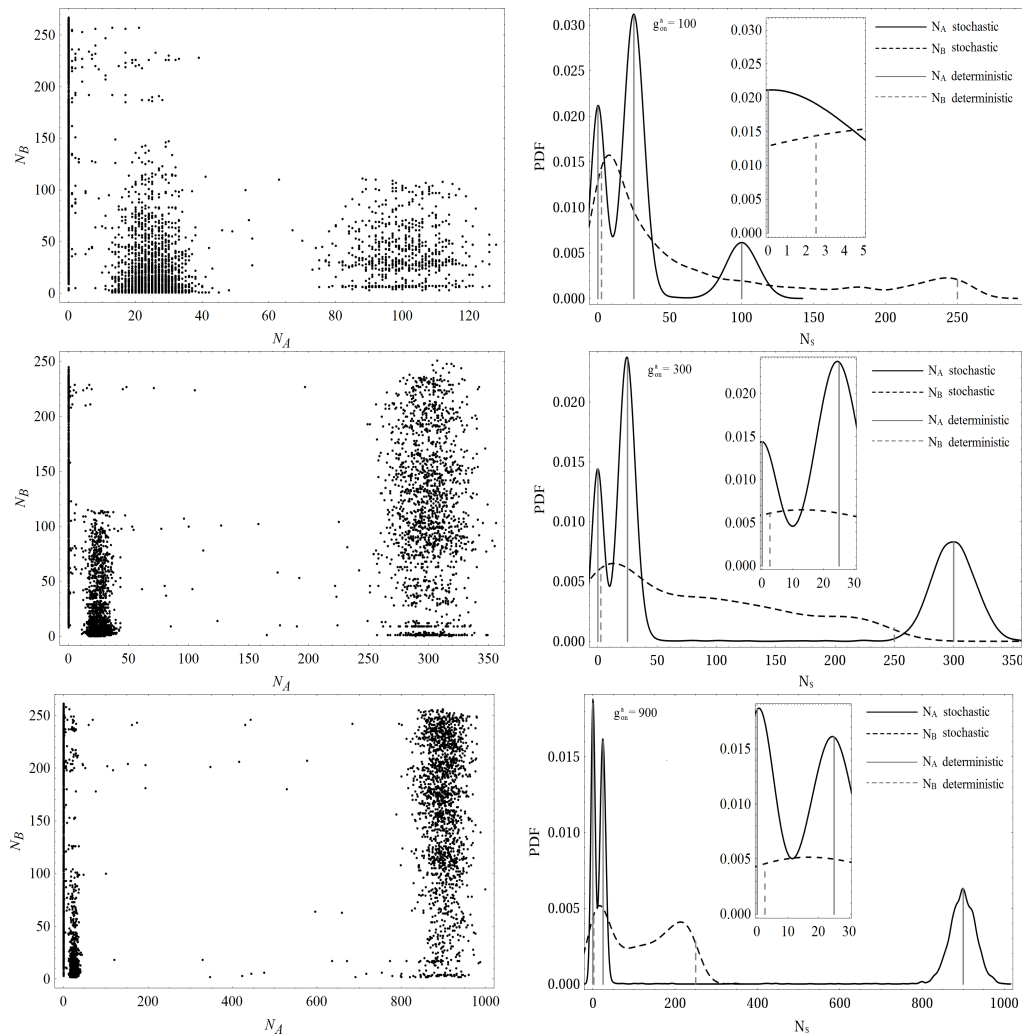 250
200
150
100
50
0
N_B
0 20 40 60 80 100 120
N_A
0.030
0.025
0.020
0.015
0.010
0.005
0.000
PDF
g^a_on = 100
0.030
0.025
0.020
0.015
0.010
0.005
0.000
0 1 2 3 4 5
N_A stochastic
N_B stochastic
N_A deterministic
N_B deterministic
0 50 100 150 200 250
N_s
250
200
150
100
50
0
N_B
0 50 100 150 200 250 300 350
N_A
0.020
0.015
0.010
0.005
0.000
PDF
g^a_on = 300
0.020
0.015
0.010
0.005
0.000
0 10 20 30
N_A stochastic
N_B stochastic
N_A deterministic
N_B deterministic
0 50 100 150 200 250 300 350
N_s
250
200
150
100
50
0
N_B
0 200 400 600 800 1000
N_A
0.015
0.010
0.005
0.000
PDF
g^a_on = 900
0.015
0.010
0.005
0.000
0 10 20 30
N_A stochastic
N_B stochastic
N_A deterministic
N_B deterministic
0 200 400 600 800 1000
N_s